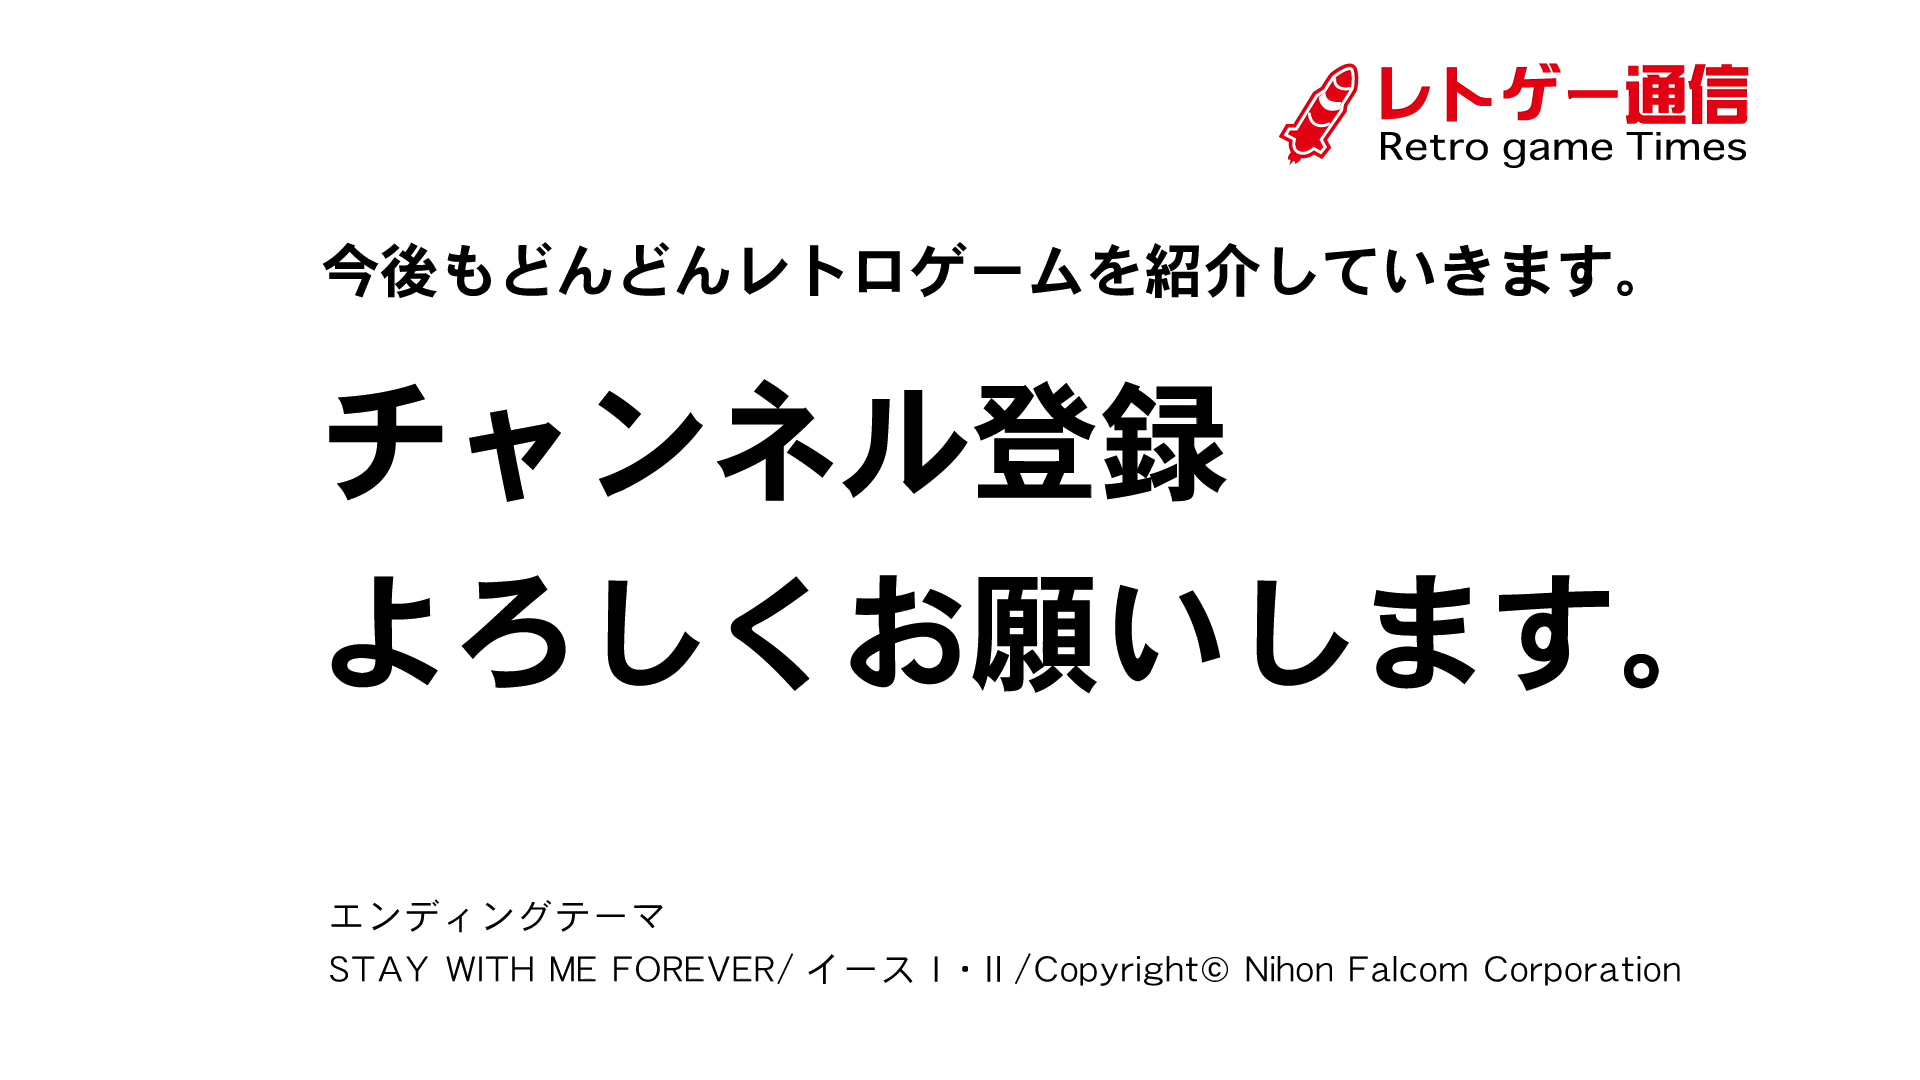 レトゲー通信
Retro game Times
今後もどんどんレトロゲームを紹介していきます。
チャンネル登録
よろしくお願いします。
エンディングテーマ
STAY WITH ME FOREVER/イースⅠ・Ⅱ/Copyright© Nihon Falcom Corporation